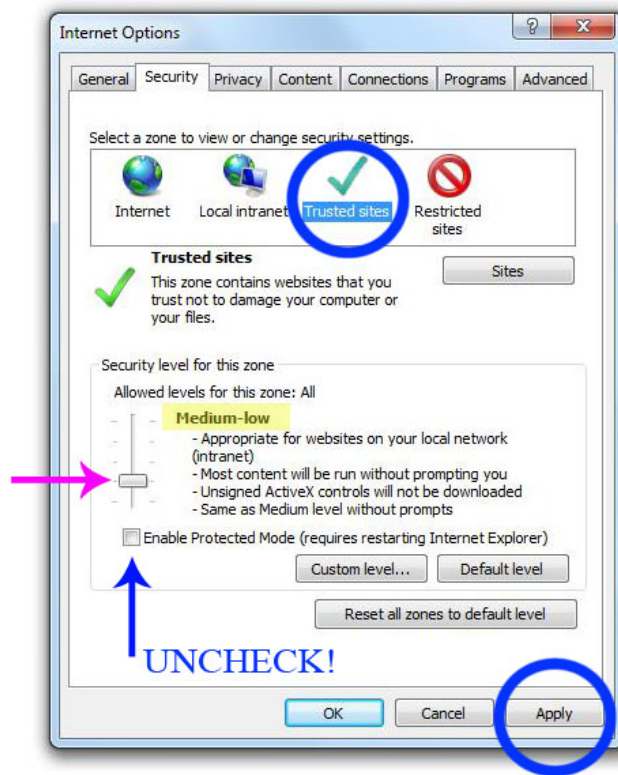 Internet Options
General Security Privacy Content Connections Programs Advanced
Select a zone to view or change security settings.
Internet Local intranet Trusted sites Restricted
sites
Trusted sites
Sites
This zone contains websites that you
trust not to damage your computer or
your files.
Security level for this zone
Allowed levels for this zone: All
Medium-low
- Appropriate for websites on your local network
(intranet)
- Most content will be run without prompting you
- Unsigned ActiveX controls will not be downloaded
- Same as Medium level without prompts
Enable Protected Mode (requires restarting Internet Explorer)
Custom level... Default level
Reset all zones to default level
UNCHECK!
OK Cancel Apply